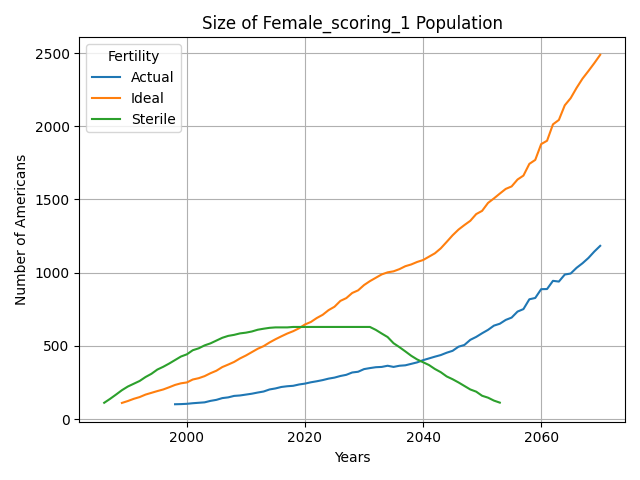 Size of Female_scoring_1 Population
Fertility
Actual
Ideal
Sterile
Number of Americans
2500
2000
1500
1000
500
0
2000
2020
2040
2060
Years